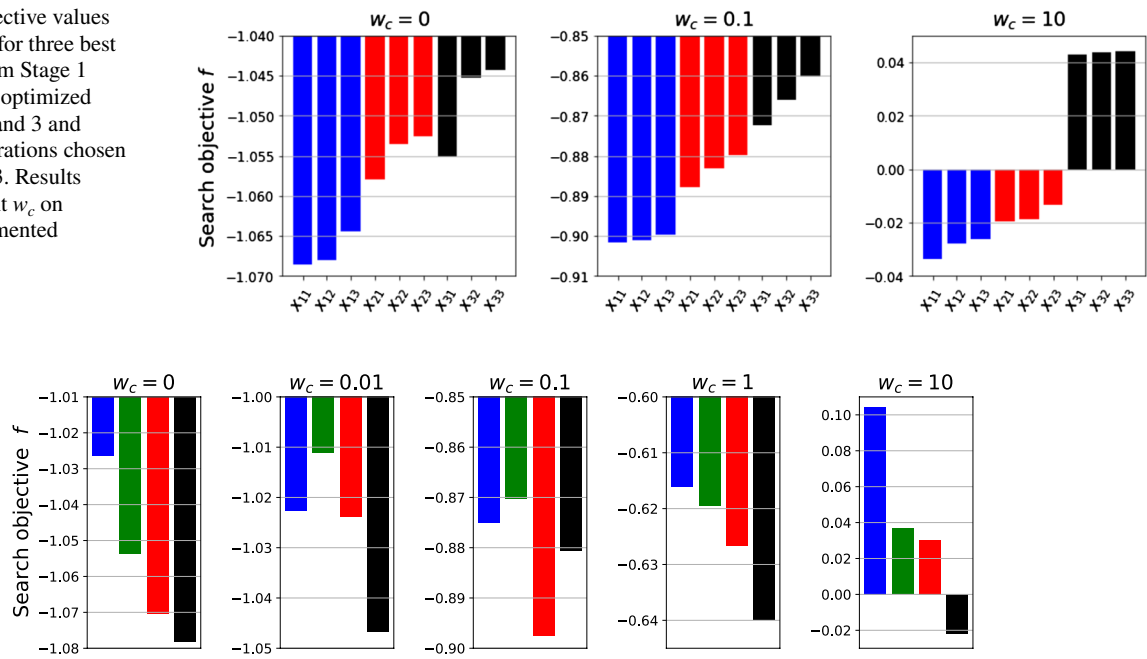 ective values
for three best
m Stage 1
optimized
and 3 and
rations chosen
3. Results
t w_c on
mented
w_c = 0
w_c = 0.1
w_c = 10
Search objective f
−1.040
−1.045
−1.050
−1.055
−1.060
−1.065
−1.070
x11 x12 x13 x21 x22 x23 x31 x32 x33
−0.85
−0.86
−0.87
−0.88
−0.89
−0.90
−0.91
x11 x12 x13 x21 x22 x23 x31 x32 x33
0.04
0.02
0.00
−0.02
−0.04
x11 x12 x13 x21 x22 x23 x31 x32 x33
w_c = 0
w_c = 0.01
w_c = 0.1
w_c = 1
w_c = 10
Search objective f
−1.01
−1.02
−1.03
−1.04
−1.05
−1.06
−1.07
−1.08
−1.00
−1.01
−1.02
−1.03
−1.04
−1.05
−0.85
−0.86
−0.87
−0.88
−0.89
−0.90
−0.60
−0.61
−0.62
−0.63
−0.64
0.10
0.08
0.06
0.04
0.02
0.00
−0.02